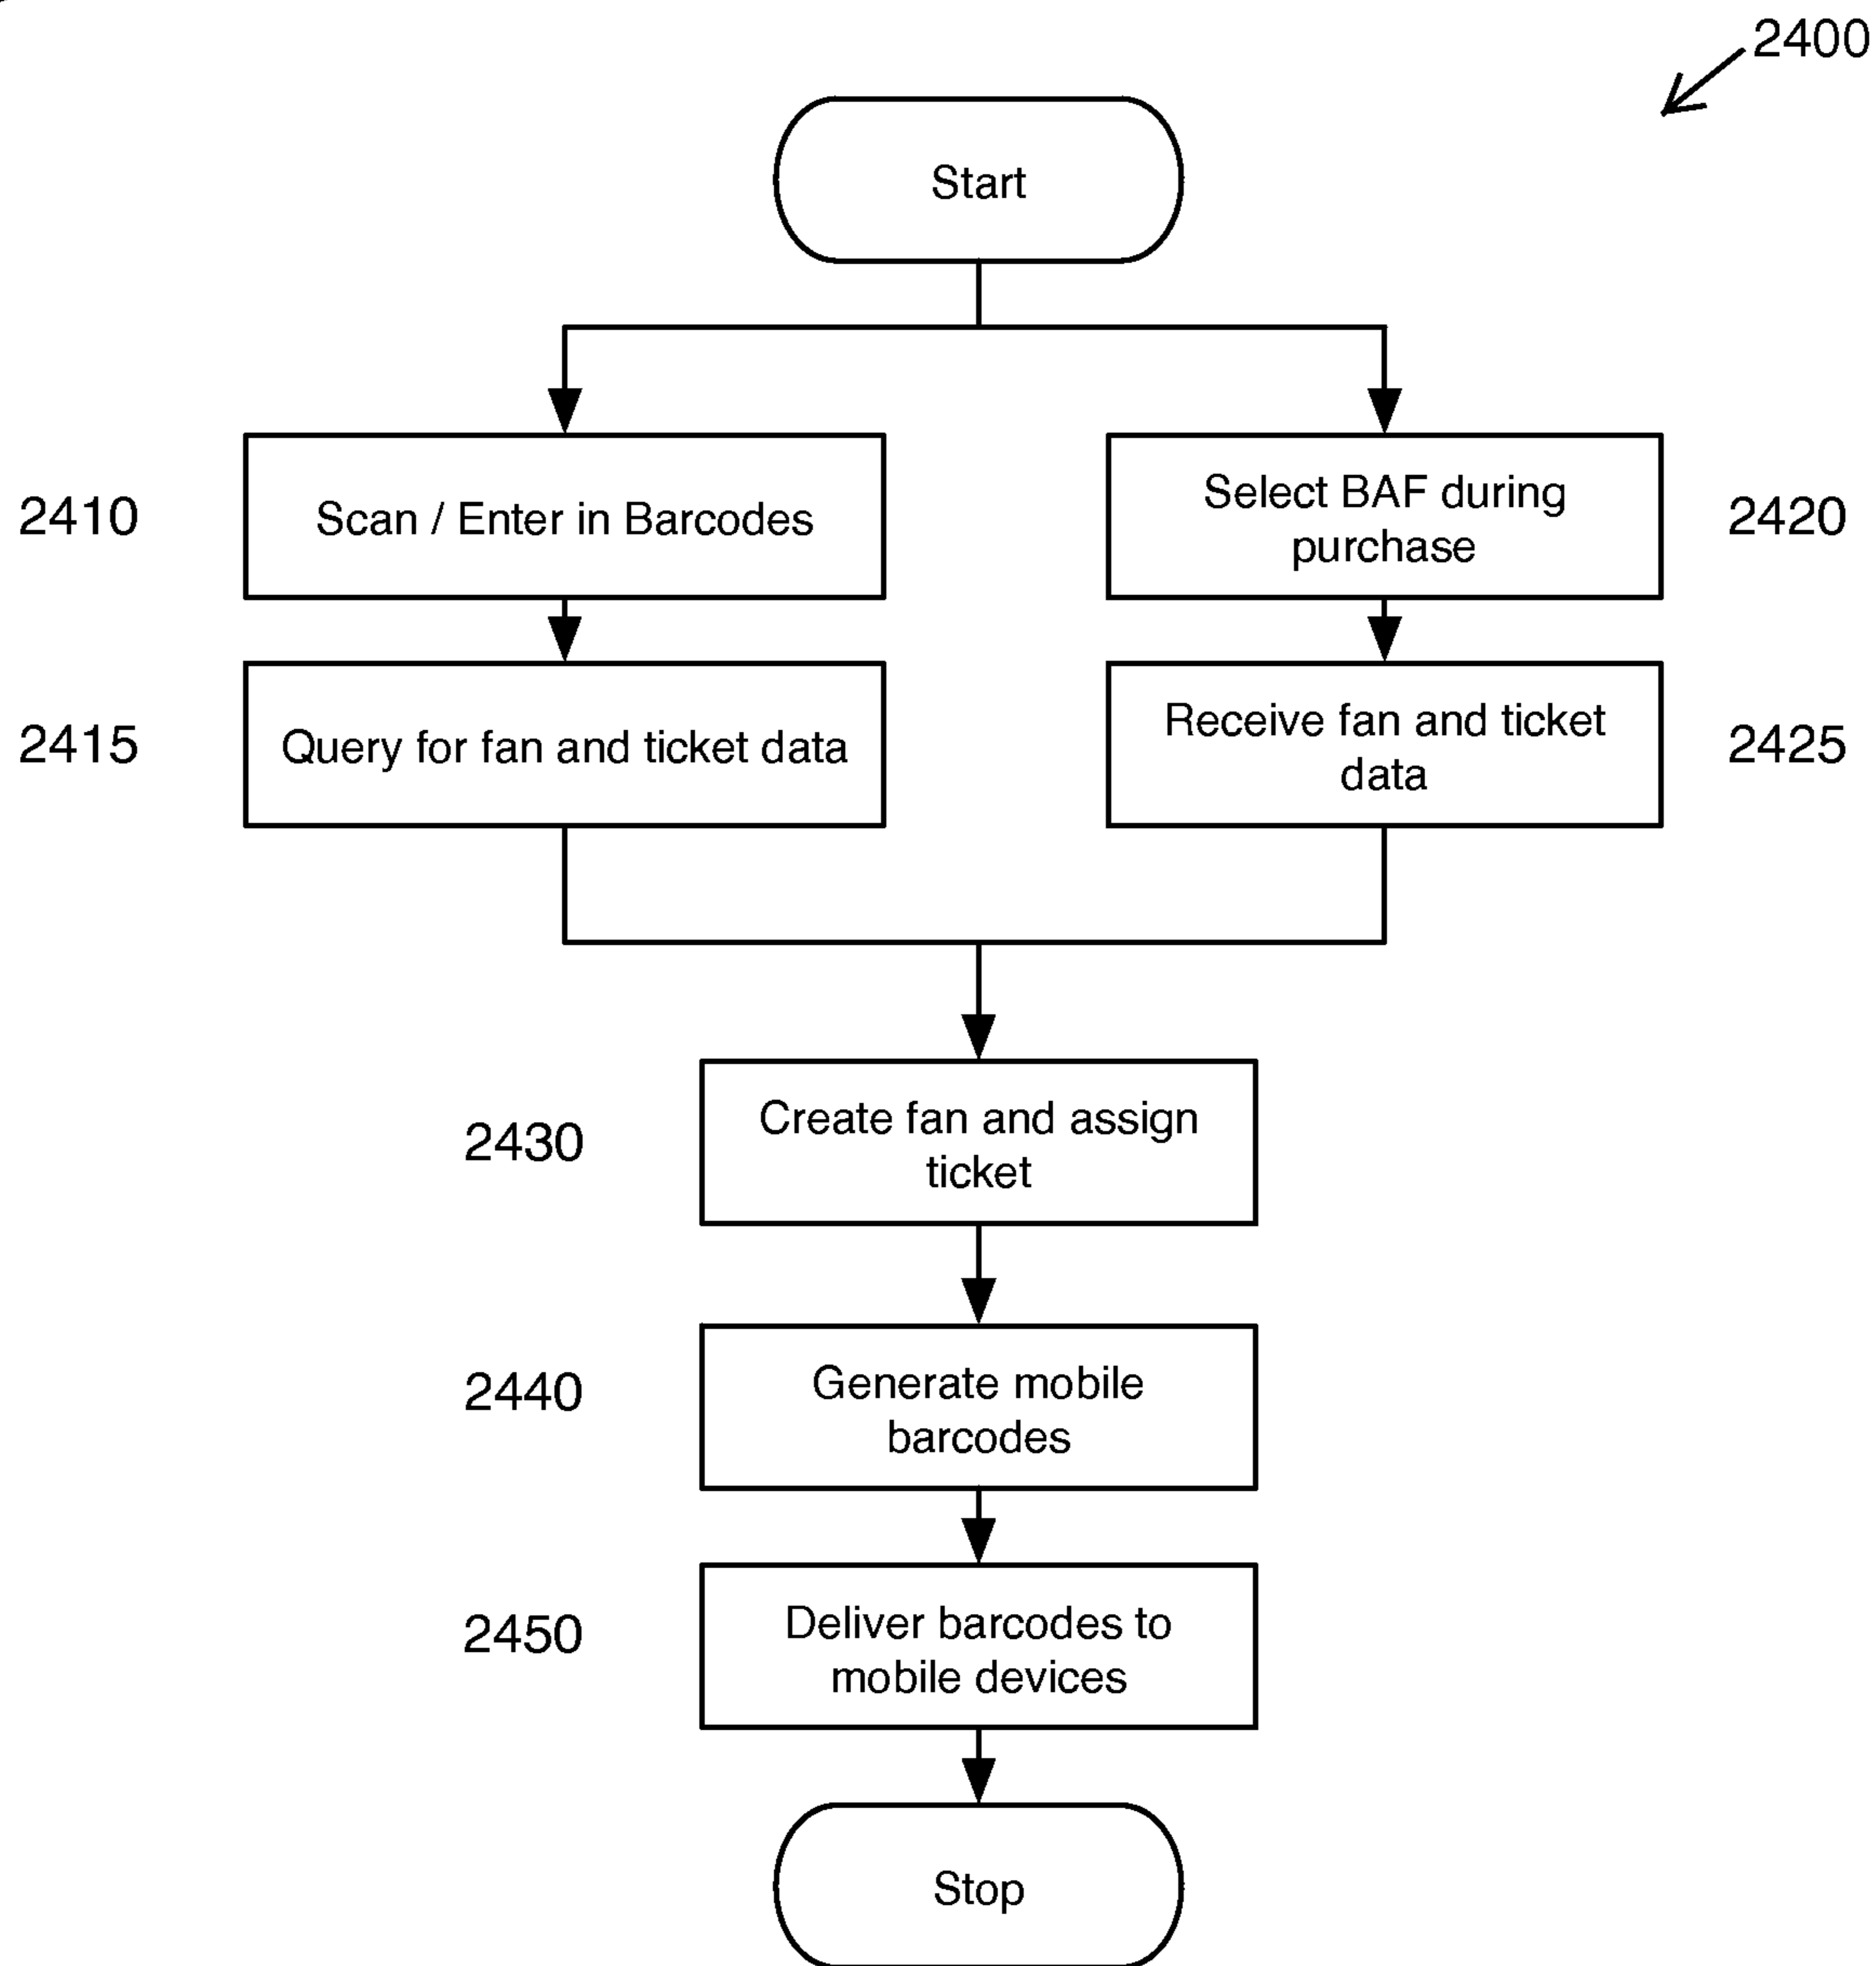 2400
Start
2410
Scan / Enter in Barcodes
Select BAF during
purchase
2420
2415
Query for fan and ticket data
Receive fan and ticket
data
2425
2430
Create fan and assign
ticket
2440
Generate mobile
barcodes
2450
Deliver barcodes to
mobile devices
Stop